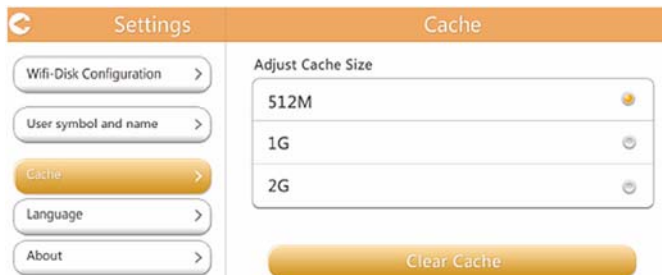 Settings
Wifi-Disk Configuration
User symbol and name
Cache
Language
About
Cache
Adjust Cache Size
512M
1G
2G
Clear Cache